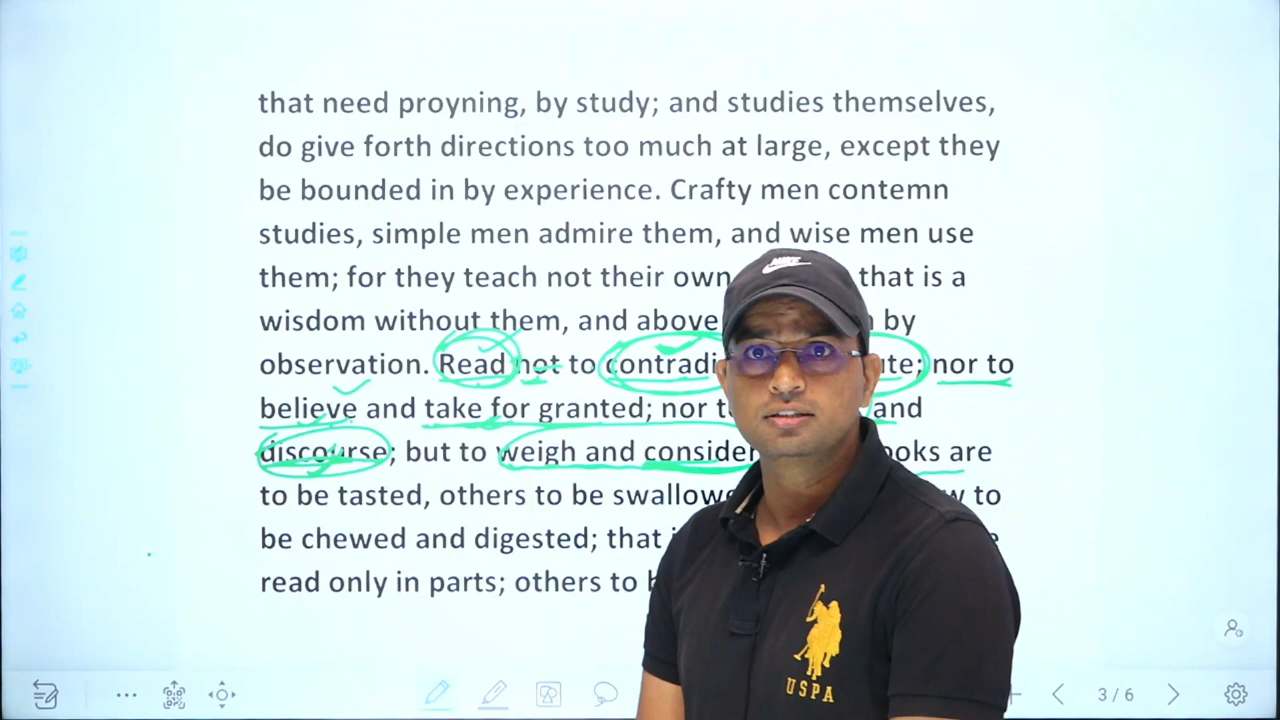 that need proyning, by study; and studies themselves,
do give forth directions too much at large, except they
be bounded in by experience. Crafty men contemn
studies, simple men admire them, and wise men use
them; for they teach not their own that is a
wisdom without them, and above by
observation. Read not to nor to
believe and take for granted; nor and
discourse; but to weigh and consider are
to be tasted, others to be swallowed to
be chewed and digested; that
read only in parts; others to
NIKE
USPA
3/6